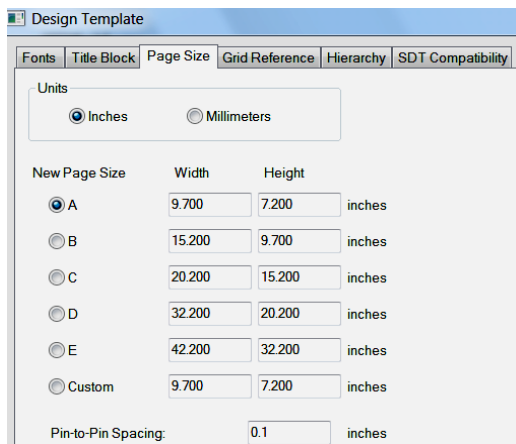 Design Template
Fonts Title Block Page Size Grid Reference Hierarchy SDT Compatibility
Units
Inches Millimeters
New Page Size Width Height
A 9.700 7.200 inches
B 15.200 9.700 inches
C 20.200 15.200 inches
D 32.200 20.200 inches
E 42.200 32.200 inches
Custom 9.700 7.200 inches
Pin-to-Pin Spacing: 0.1 inches